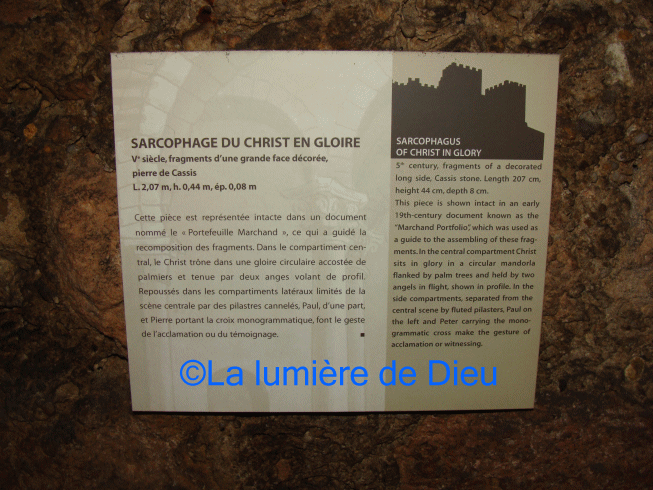 SARCOPHAGE DU CHRIST EN GLOIRE
Vᵉ siècle, fragments d'une grande face décorée,
pierre de Cassis
L. 2,07 m, h. 0,44 m, ép. 0,08 m
Cette pièce est représentée intacte dans un document
nommé le « Portefeuille Marchand », ce qui a guidé la
recomposition des fragments. Dans le compartiment cen-
tral, le Christ trône dans une gloire circulaire accostée de
palmiers et tenue par deux anges volant de profil.
Repoussés dans les compartiments latéraux limités de la
scène centrale par des pilastres cannelés, Paul, d'une part,
et Pierre portant la croix monogrammatique, font le geste
de l'acclamation ou du témoignage.
SARCOPHAGUS
OF CHRIST IN GLORY
5ᵗʰ century, fragments of a decorated
long side, Cassis stone. Length 207 cm,
height 44 cm, depth 8 cm.
This piece is shown intact in an early
19th-century document known as the
"Marchand Portfolio", which was used as
a guide to the assembling of these frag-
ments. In the central compartment Christ
sits in glory in a circular mandorla
flanked by palm trees and held by two
angels in flight, shown in profile. In the
side compartments, separated from the
central scene by fluted pilasters, Paul on
the left and Peter carrying the mono-
grammatic cross make the gesture of
acclamation or witnessing.
©La lumière de Dieu